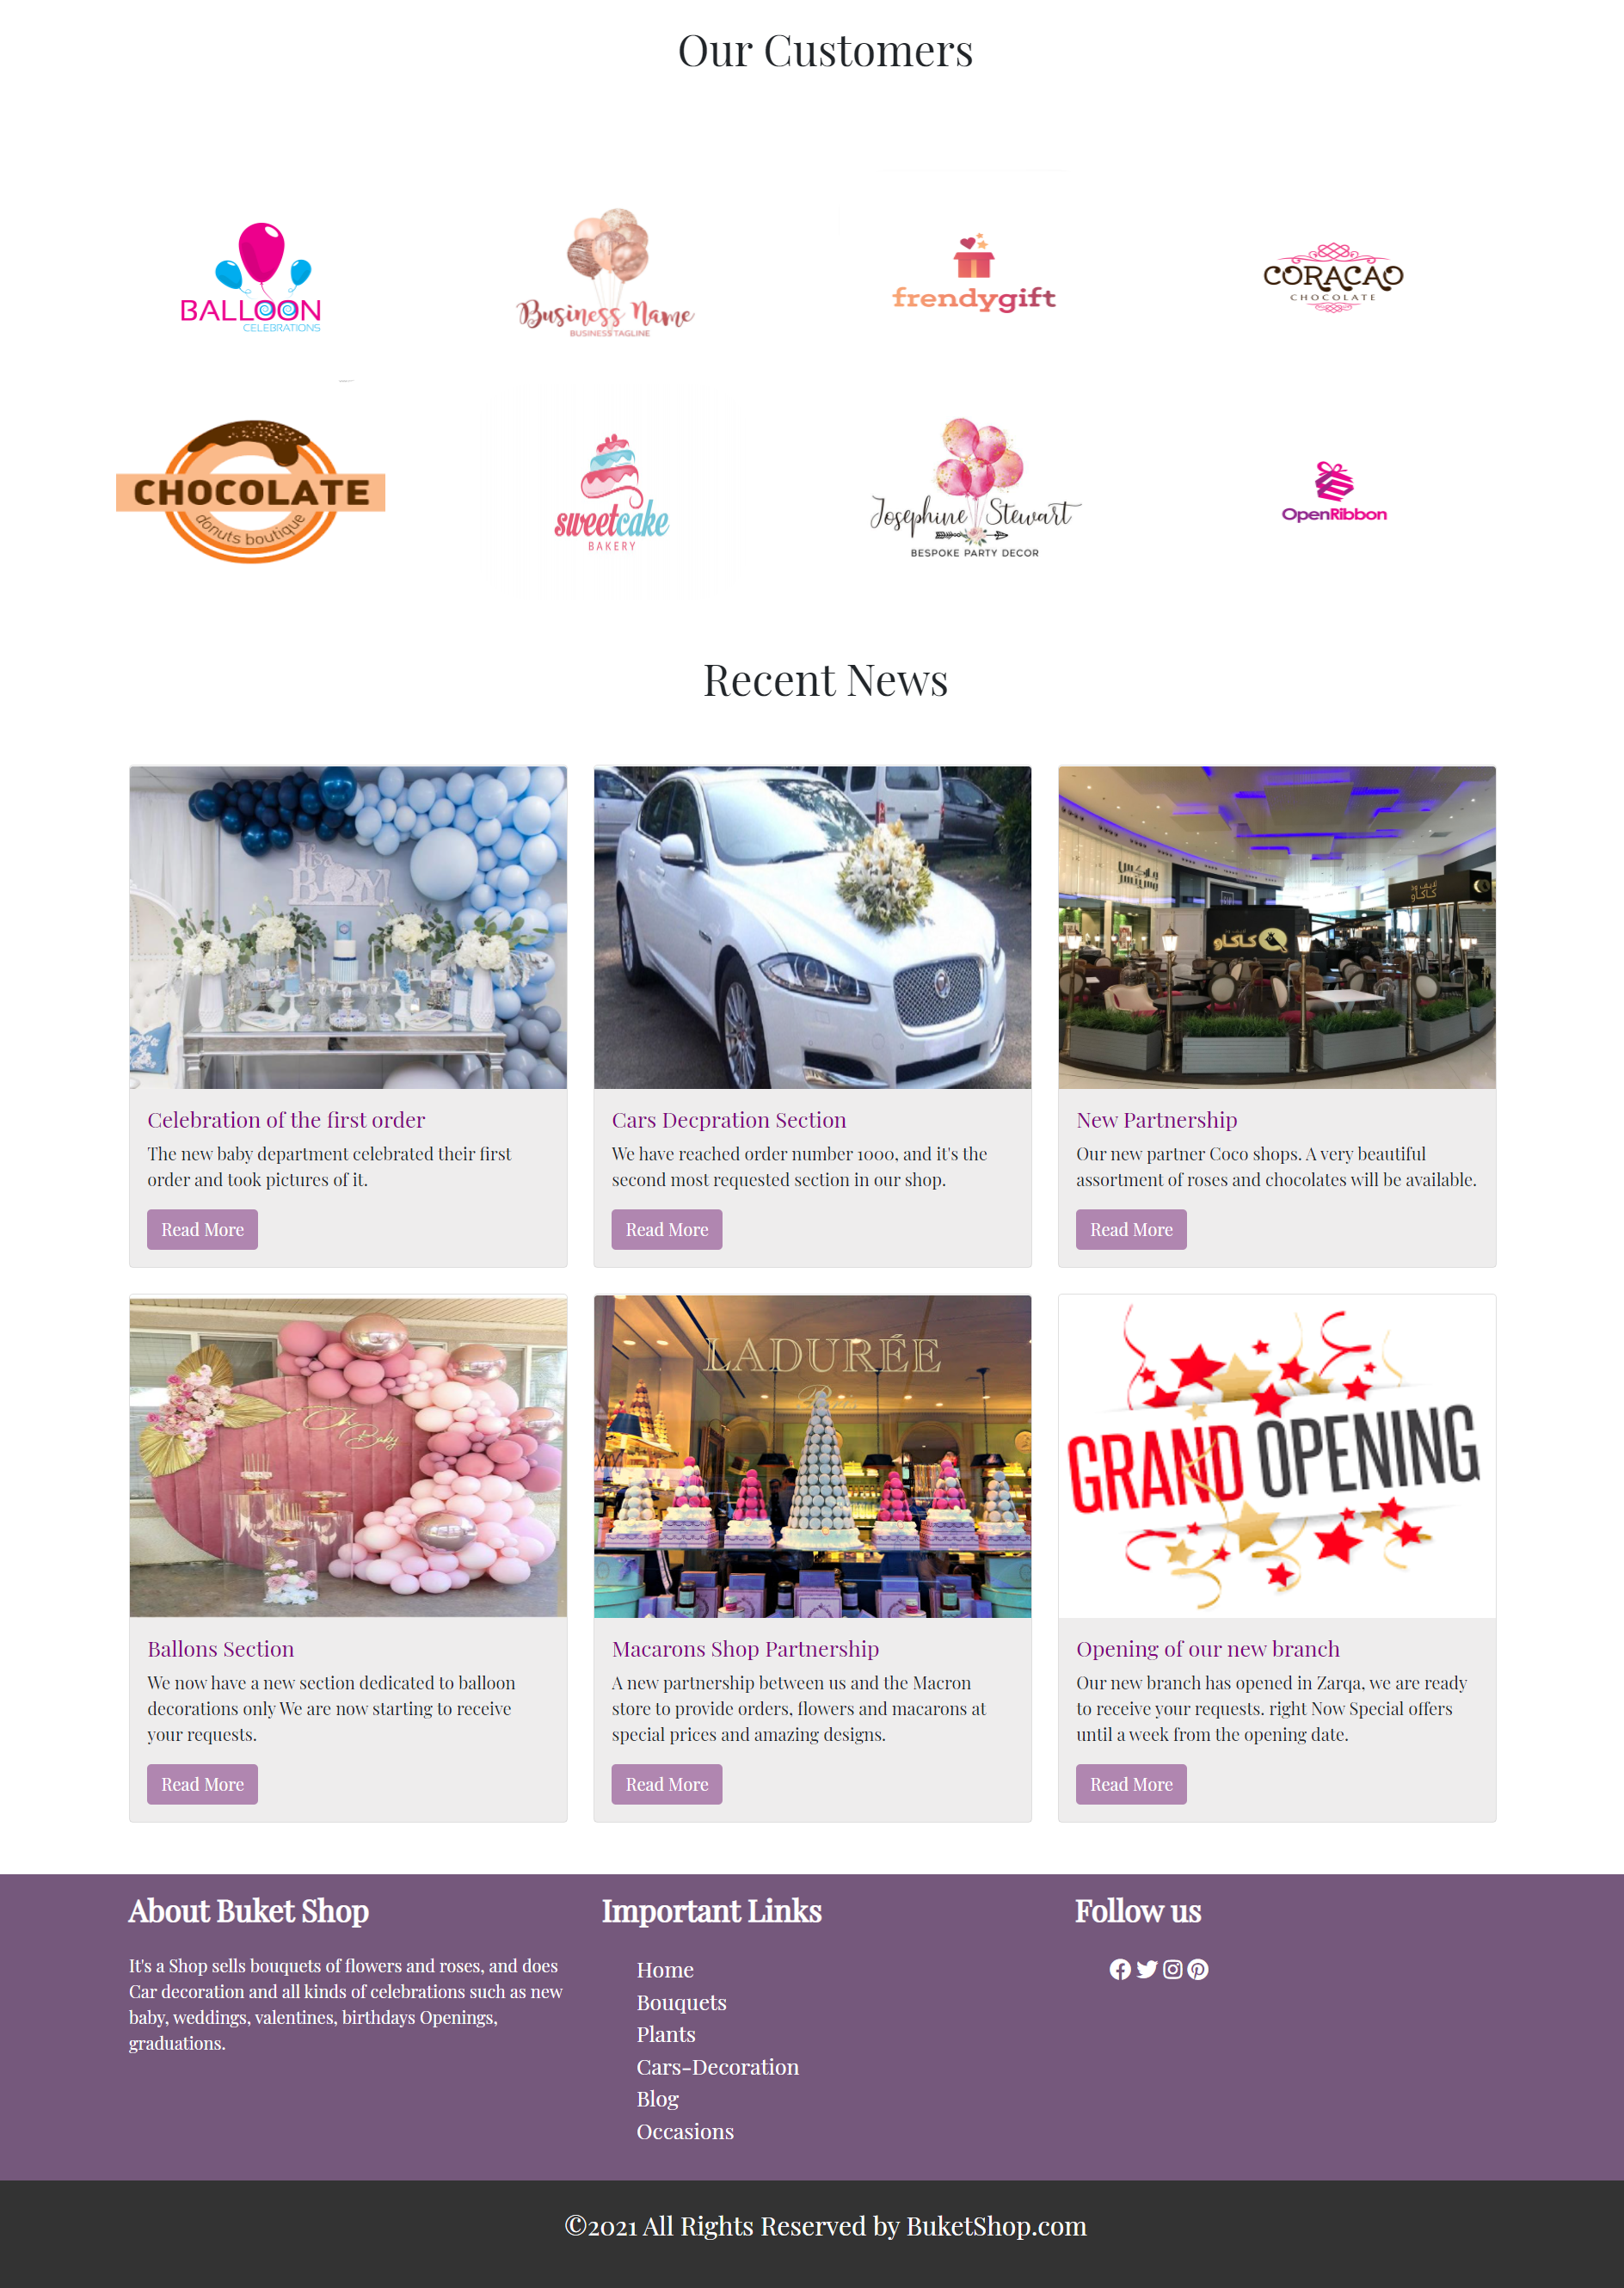 Our Customers
BALLOON
CELEBRATIONS
Business Name
BUSINESS TAGLINE
frendygift
CORACAO
CHOCOLATE
CHOCOLATE
donuts boutique
sweetcake
BAKERY
Josephine Stewart
BESPOKE PARTY DECOR
OpenRibbon
Recent News
It's a
BOY!
كاكاو
لايف ود
كاكاو
Celebration of the first order
The new baby department celebrated their first
order and took pictures of it.
Read More
Cars Decpration Section
We have reached order number 1000, and it's the
second most requested section in our shop.
Read More
New Partnership
Our new partner Coco shops. A very beautiful
assortment of roses and chocolates will be available.
Read More
Oh
Baby
LADURÉE
Paris
GRAND OPENING
Ballons Section
We now have a new section dedicated to balloon
decorations only We are now starting to receive
your requests.
Read More
Macarons Shop Partnership
A new partnership between us and the Macron
store to provide orders, flowers and macarons at
special prices and amazing designs.
Read More
Opening of our new branch
Our new branch has opened in Zarqa, we are ready
to receive your requests. right Now Special offers
until a week from the opening date.
Read More
About Buket Shop
It's a Shop sells bouquets of flowers and roses, and does
Car decoration and all kinds of celebrations such as new
baby, weddings, valentines, birthdays Openings,
graduations.
Important Links
Home
Bouquets
Plants
Cars-Decoration
Blog
Occasions
Follow us
©2021 All Rights Reserved by BuketShop.com